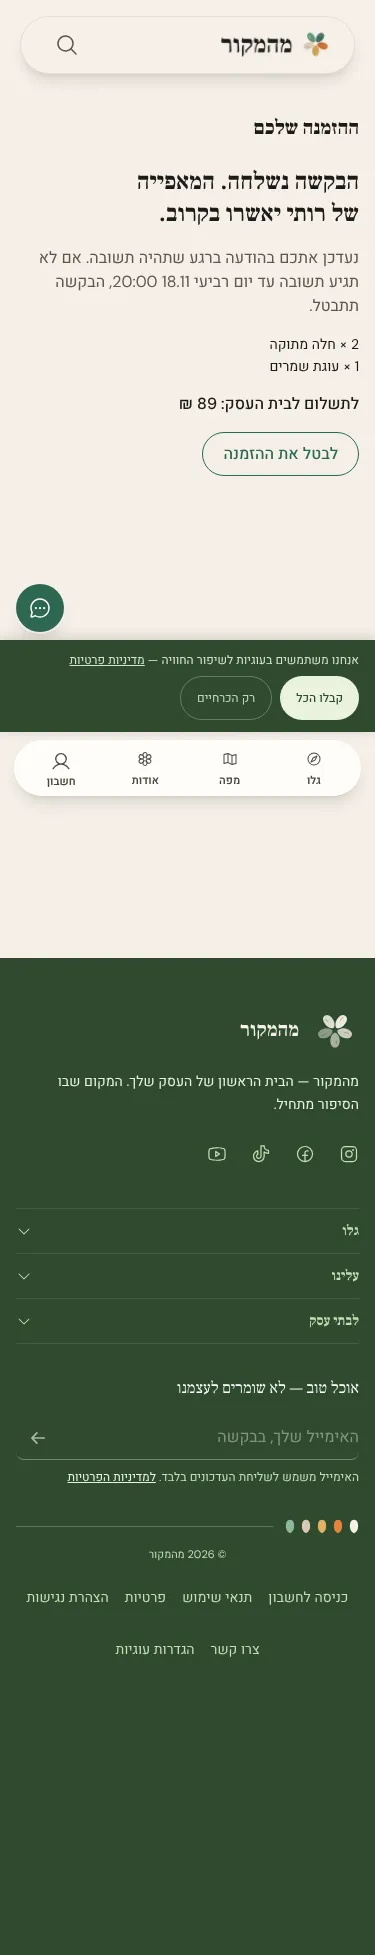 מהמקור
ההזמנה שלכם
הבקשה נשלחה. המאפייה
של רותי יאשרו בקרוב.
נעדכן אתכם בהודעה ברגע שתהיה תשובה. אם לא
תגיע תשובה עד יום רביעי 18.11 20:00, הבקשה
תתבטל.
2 × חלה מתוקה
1 × עוגת שמרים
לתשלום לבית העסק: 89 ₪
לבטל את ההזמנה
אנחנו משתמשים בעוגיות לשיפור החוויה — מדיניות פרטיות
קבלו הכל
רק הכרחיים
גלו
מפה
אודות
חשבון
מהמקור
מהמקור — הבית הראשון של העסק שלך. המקום שבו
הסיפור מתחיל.
גלו
עלינו
לבתי עסק
אוכל טוב — לא שומרים לעצמנו
האימייל שלך, בבקשה
האימייל משמש לשליחת העדכונים בלבד. למדיניות הפרטיות
© 2026 מהמקור
כניסה לחשבון תנאי שימוש פרטיות הצהרת נגישות
צרו קשר הגדרות עוגיות